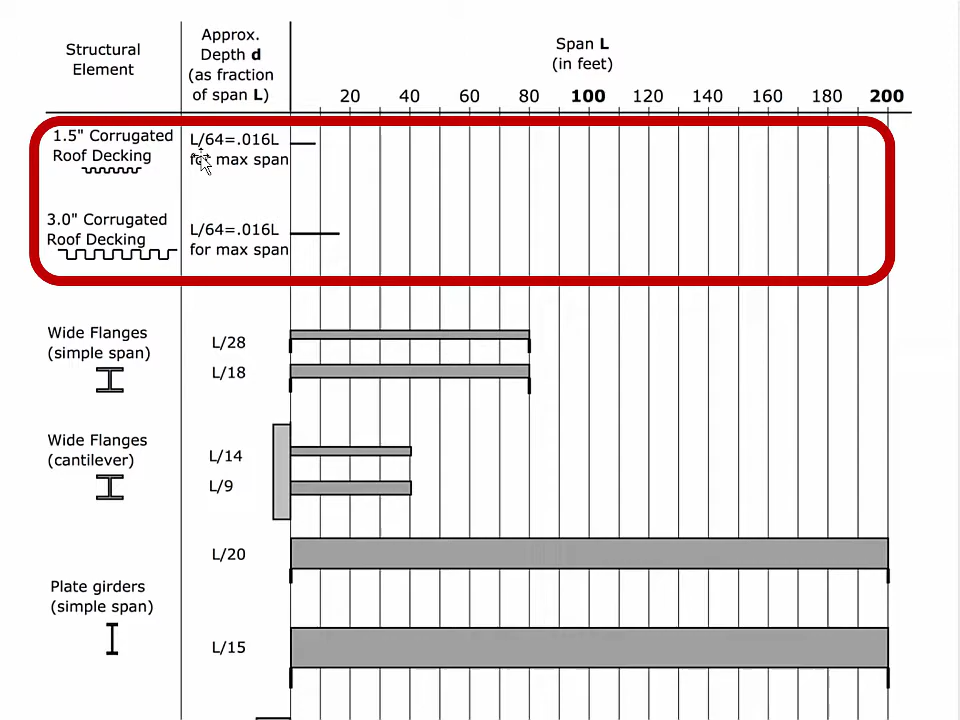 Structural
Element
Approx.
Depth d
(as fraction
of span L)
Span L
(in feet)
20 40 60 80 100 120 140 160 180 200
1.5" Corrugated
Roof Decking
L/64=.016L
for max span
3.0" Corrugated
Roof Decking
L/64=.016L
for max span
Wide Flanges
(simple span)
L/28
L/18
Wide Flanges
(cantilever)
L/14
L/9
L/20
Plate girders
(simple span)
L/15